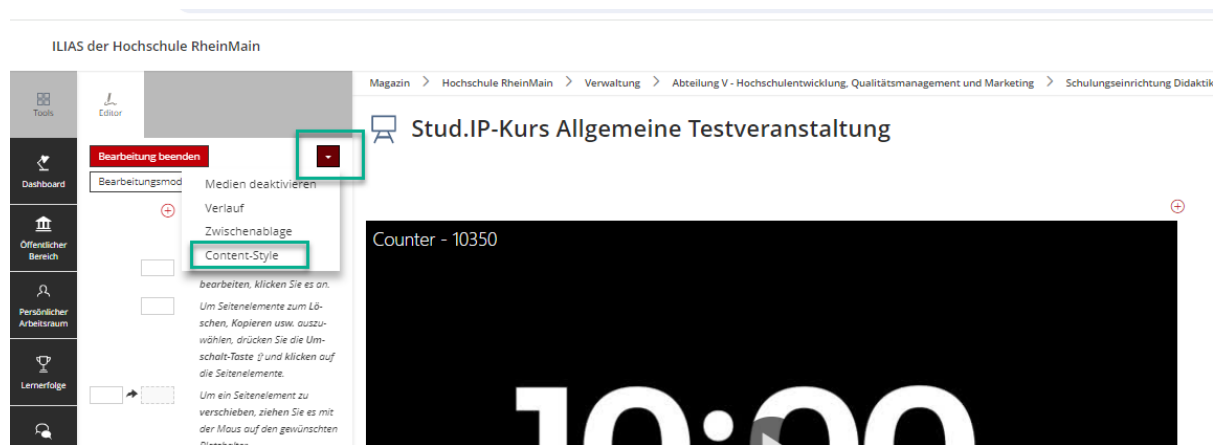 ILIAS der Hochschule RheinMain
Magazin > Hochschule RheinMain > Verwaltung > Abteilung V - Hochschulentwicklung, Qualitätsmanagement und Marketing > Schulungseinrichtung Didaktik
Tools
Editor
Stud.IP-Kurs Allgemeine Testveranstaltung
Bearbeitung beenden
Dashboard
Bearbeitungsmod
Medien deaktivieren
Verlauf
Zwischenablage
Content-Style
Öffentlicher
Bereich
Counter - 10350
bearbeiten, klicken Sie es an.
Persönlicher
Arbeitsraum
Um Seitenelemente zum Lö-
schen, Kopieren usw. auszu-
wählen, drücken Sie die Um-
schalt-Taste ⇧ und klicken auf
die Seitenelemente.
Lernerfolge
Um ein Seitenelement zu
verschieben, ziehen Sie es mit
der Maus auf den gewünschten
Platzhalter.
10:00